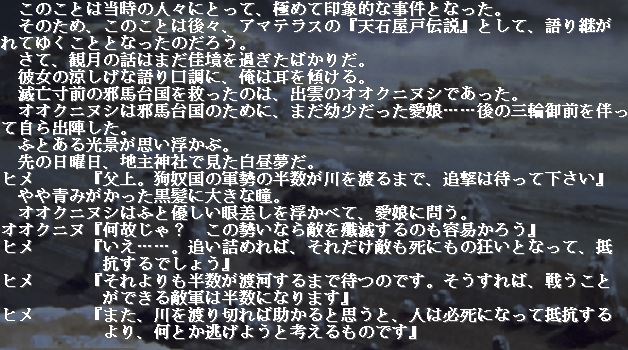 このことは当時の人々にとって、極めて印象的な事件となった。
そのため、このことは後々、アマテラスの『天石屋戸伝説』として、語り継が
れてゆくこととなったのだろう。
さて、観月の話はまだ佳境を過ぎたばかりだ。
彼女の涼しげな語り口調に、俺は耳を傾ける。
滅亡寸前の邪馬台国を救ったのは、出雲のオオクニヌシであった。
オオクニヌシは邪馬台国のために、まだ幼少だった愛娘……後の三輪御前を伴っ
て自ら出陣した。
ふとある光景が思い浮かぶ。
先の日曜日、地主神社で見た白昼夢だ。
ヒメ 『父上。狗奴国の軍勢の半数が川を渡るまで、追撃は待って下さい』
やや青みがかった黒髪に大きな瞳。
オオクニヌシはふと優しい眼差しを浮かべて、愛娘に問う。
オオクニヌ『何故じゃ？ この勢いなら敵を殲滅するのも容易かろう』
ヒメ 『いえ……。追い詰めれば、それだけ敵も死にもの狂いとなって、抵
抗するでしょう』
ヒメ 『それよりも半数が渡河するまで待つのです。そうすれば、戦うこと
ができる敵軍は半数になります』
ヒメ 『また、川を渡り切れば助かると思うと、人は必死になって抵抗する
より、何とか逃げようと考えるものです』